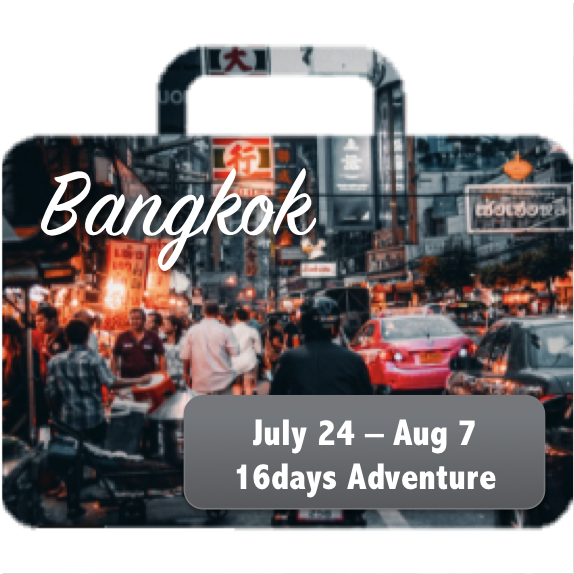 大
行
Bangkok
July 24 – Aug 7
16days Adventure